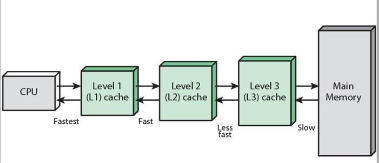 CPU
Level 1
(L1) cache
Level 2
(L2) cache
Level 3
(L3) cache
Main
Memory
Fastest
Fast
Less
fast
Slow